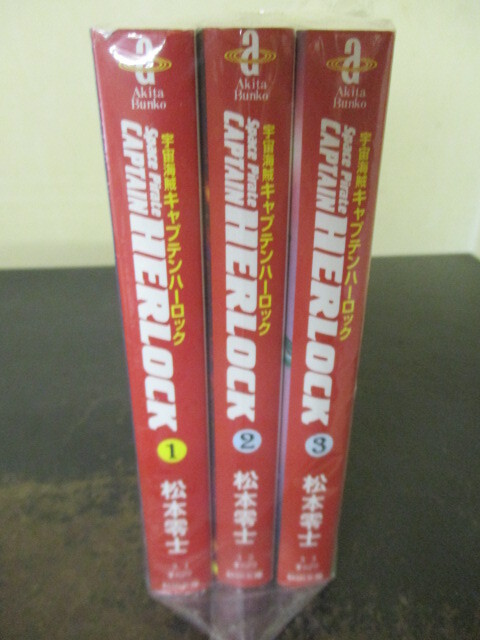 a
Akita
Bunko
宇宙海賊キャプテンハーロック
Space Pirate
CAPTAIN HERLOCK
1
松本零士
a
Akita
Bunko
宇宙海賊キャプテンハーロック
Space Pirate
CAPTAIN HERLOCK
2
松本零士
a
Akita
Bunko
宇宙海賊キャプテンハーロック
Space Pirate
CAPTAIN HERLOCK
3
松本零士